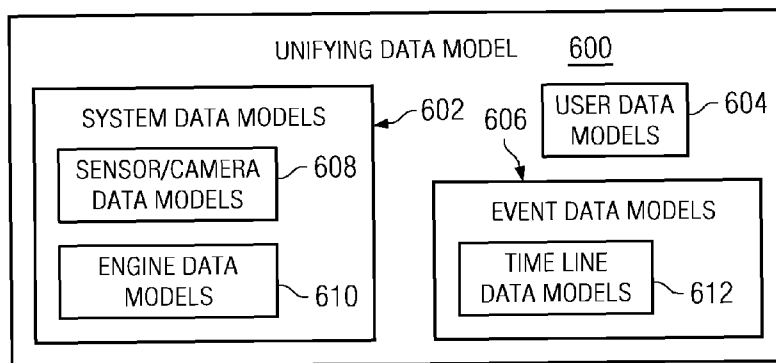 UNIFYING DATA MODEL 600
SYSTEM DATA MODELS
602
SENSOR/CAMERA
DATA MODELS
608
ENGINE DATA
MODELS
610
USER DATA
MODELS
604
606
EVENT DATA MODELS
TIME LINE
DATA MODELS
612